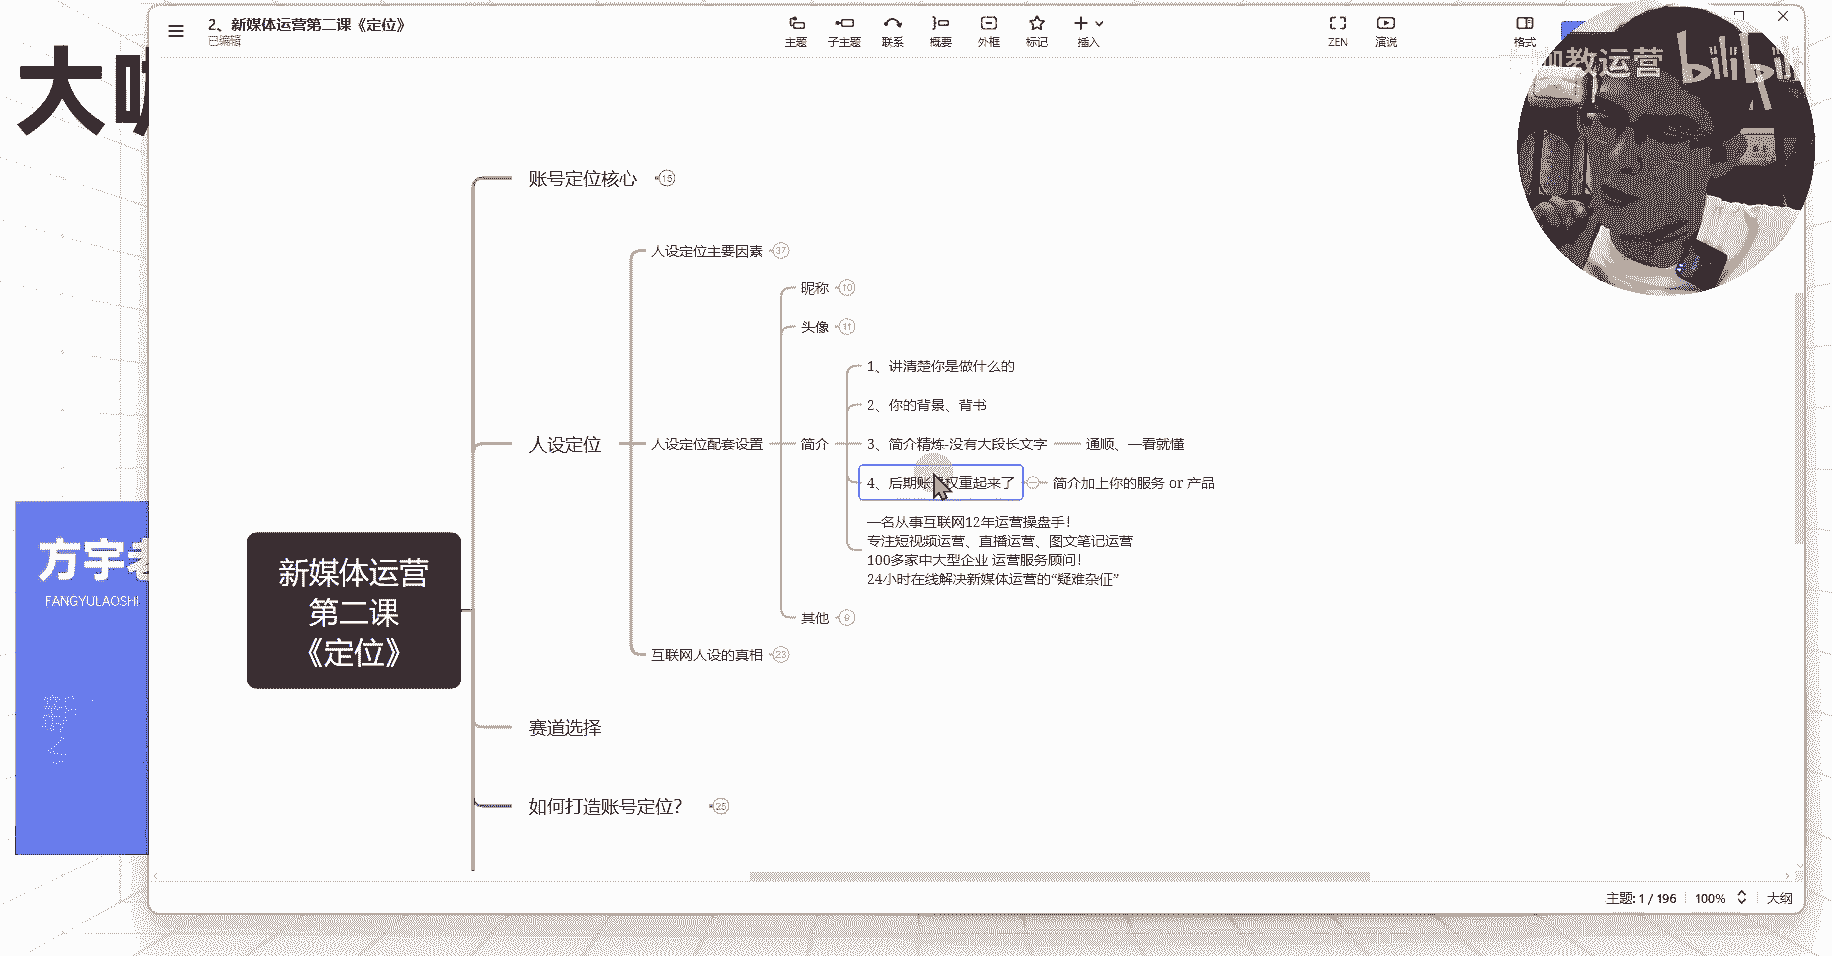 2、新媒体运营第二课《定位》
已编辑
主题
子主题
联系
概要
外框
标记
插入
ZEN
演说
格式
咖教运营
bilibili
大咖
账号定位核心
15
人设定位主要因素
37
昵称
10
头像
11
1、讲清楚你是做什么的
2、你的背景、背书
人设定位
人设定位配套设置
简介
3、简介精炼-没有大段长文字
通顺、一看就懂
4、后期账
权重起来了
简介加上你的服务 or 产品
一名从事互联网12年运营操盘手！
专注短视频运营、直播运营、图文笔记运营
100多家中大型企业 运营服务顾问！
24小时在线解决新媒体运营的“疑难杂怔”
其他
9
互联网人设的真相
23
新媒体运营
第二课
《定位》
方宇老
FANGYULAOSHI
赛道选择
如何打造账号定位？
25
主题: 1 / 196
100%
大纲